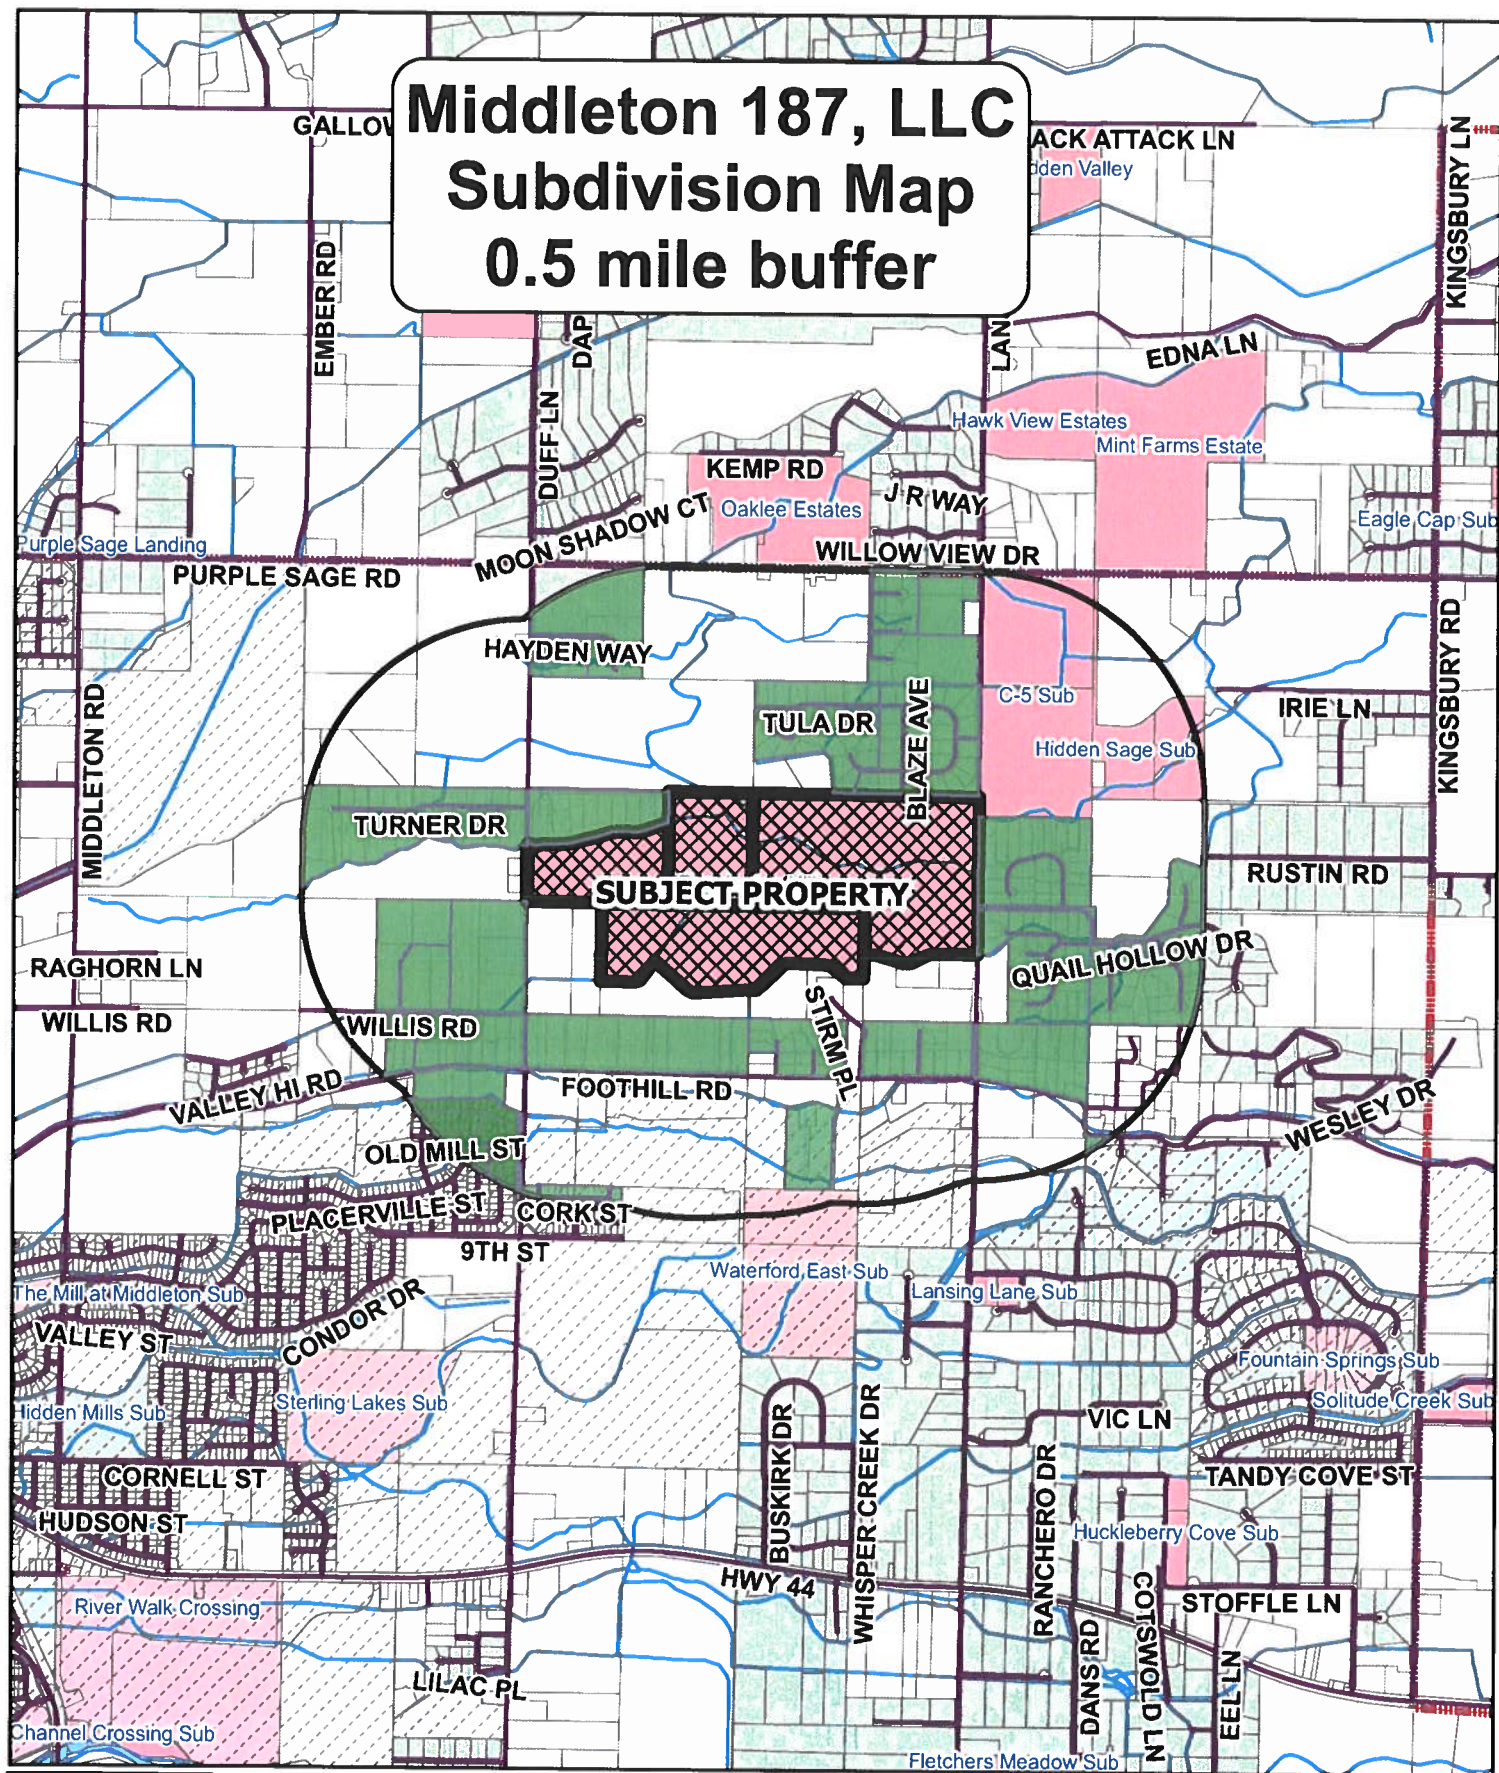 Middleton 187, LLC
Subdivision Map
0.5 mile buffer
GALLOW
ACK ATTACK LN
dden Valley
KINGSBURY LN
EMBER RD
DAP
LAN
EDNA LN
DUFF LN
Hawk View Estates
Mint Farms Estate
KEMP RD
J R WAY
Oaklee Estates
MOON SHADOW CT
Eagle Cap Sub
Purple Sage Landing
WILLOW VIEW DR
PURPLE SAGE RD
HAYDEN WAY
C-5 Sub
KINGSBURY RD
MIDDLETON RD
TULA DR
BLAZE AVE
IRIE LN
Hidden Sage Sub
TURNER DR
RUSTIN RD
SUBJECT PROPERTY
QUAIL HOLLOW DR
RAGHORN LN
WILLIS RD
WILLIS RD
STIRM PL
FOOTHILL RD
VALLEY HI RD
WESLEY DR
OLD MILL ST
PLACERVILLE ST
CORK ST
9TH ST
Waterford East Sub
The Mill at Middleton Sub
Lansing Lane Sub
VALLEY ST
CONDOR DR
Fountain Springs Sub
Sterling Lakes Sub
Solitude Creek Sub
Hidden Mills Sub
VIC LN
CORNELL ST
BUSKIRK DR
WHISPER CREEK DR
RANCHERO DR
TANDY COVE ST
HUDSON ST
Huckleberry Cove Sub
HWY 44
River Walk Crossing
STOFFLE LN
COTSWOLD LN
DANS RD
EEL LN
LILAC PL
Channel Crossing Sub
Fletchers Meadow Sub